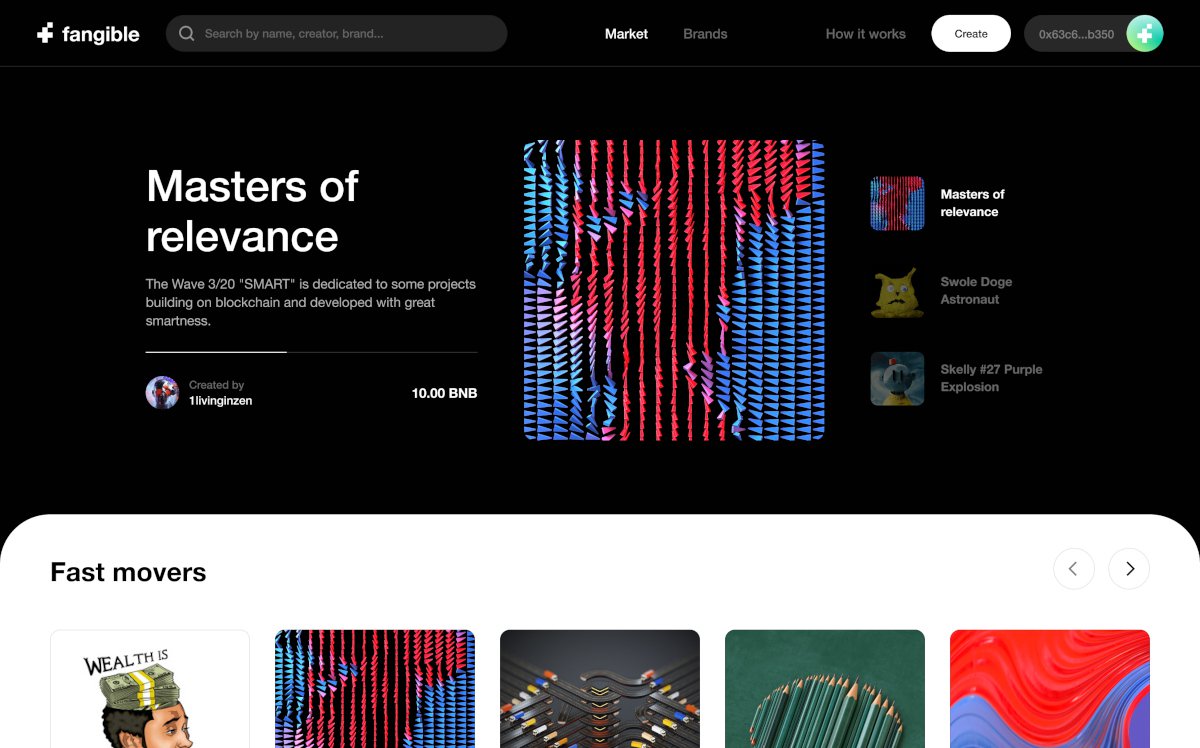 fangible
Search by name, creator, brand...
Market
Brands
How it works
Create
0x63c6...b350
Masters of
relevance
The Wave 3/20 "SMART" is dedicated to some projects
building on blockchain and developed with great
smartness.
Created by
1livinginzen
10.00 BNB
Masters of
relevance
Swole Doge
Astronaut
Skelly #27 Purple
Explosion
Fast movers
WEALTH IS